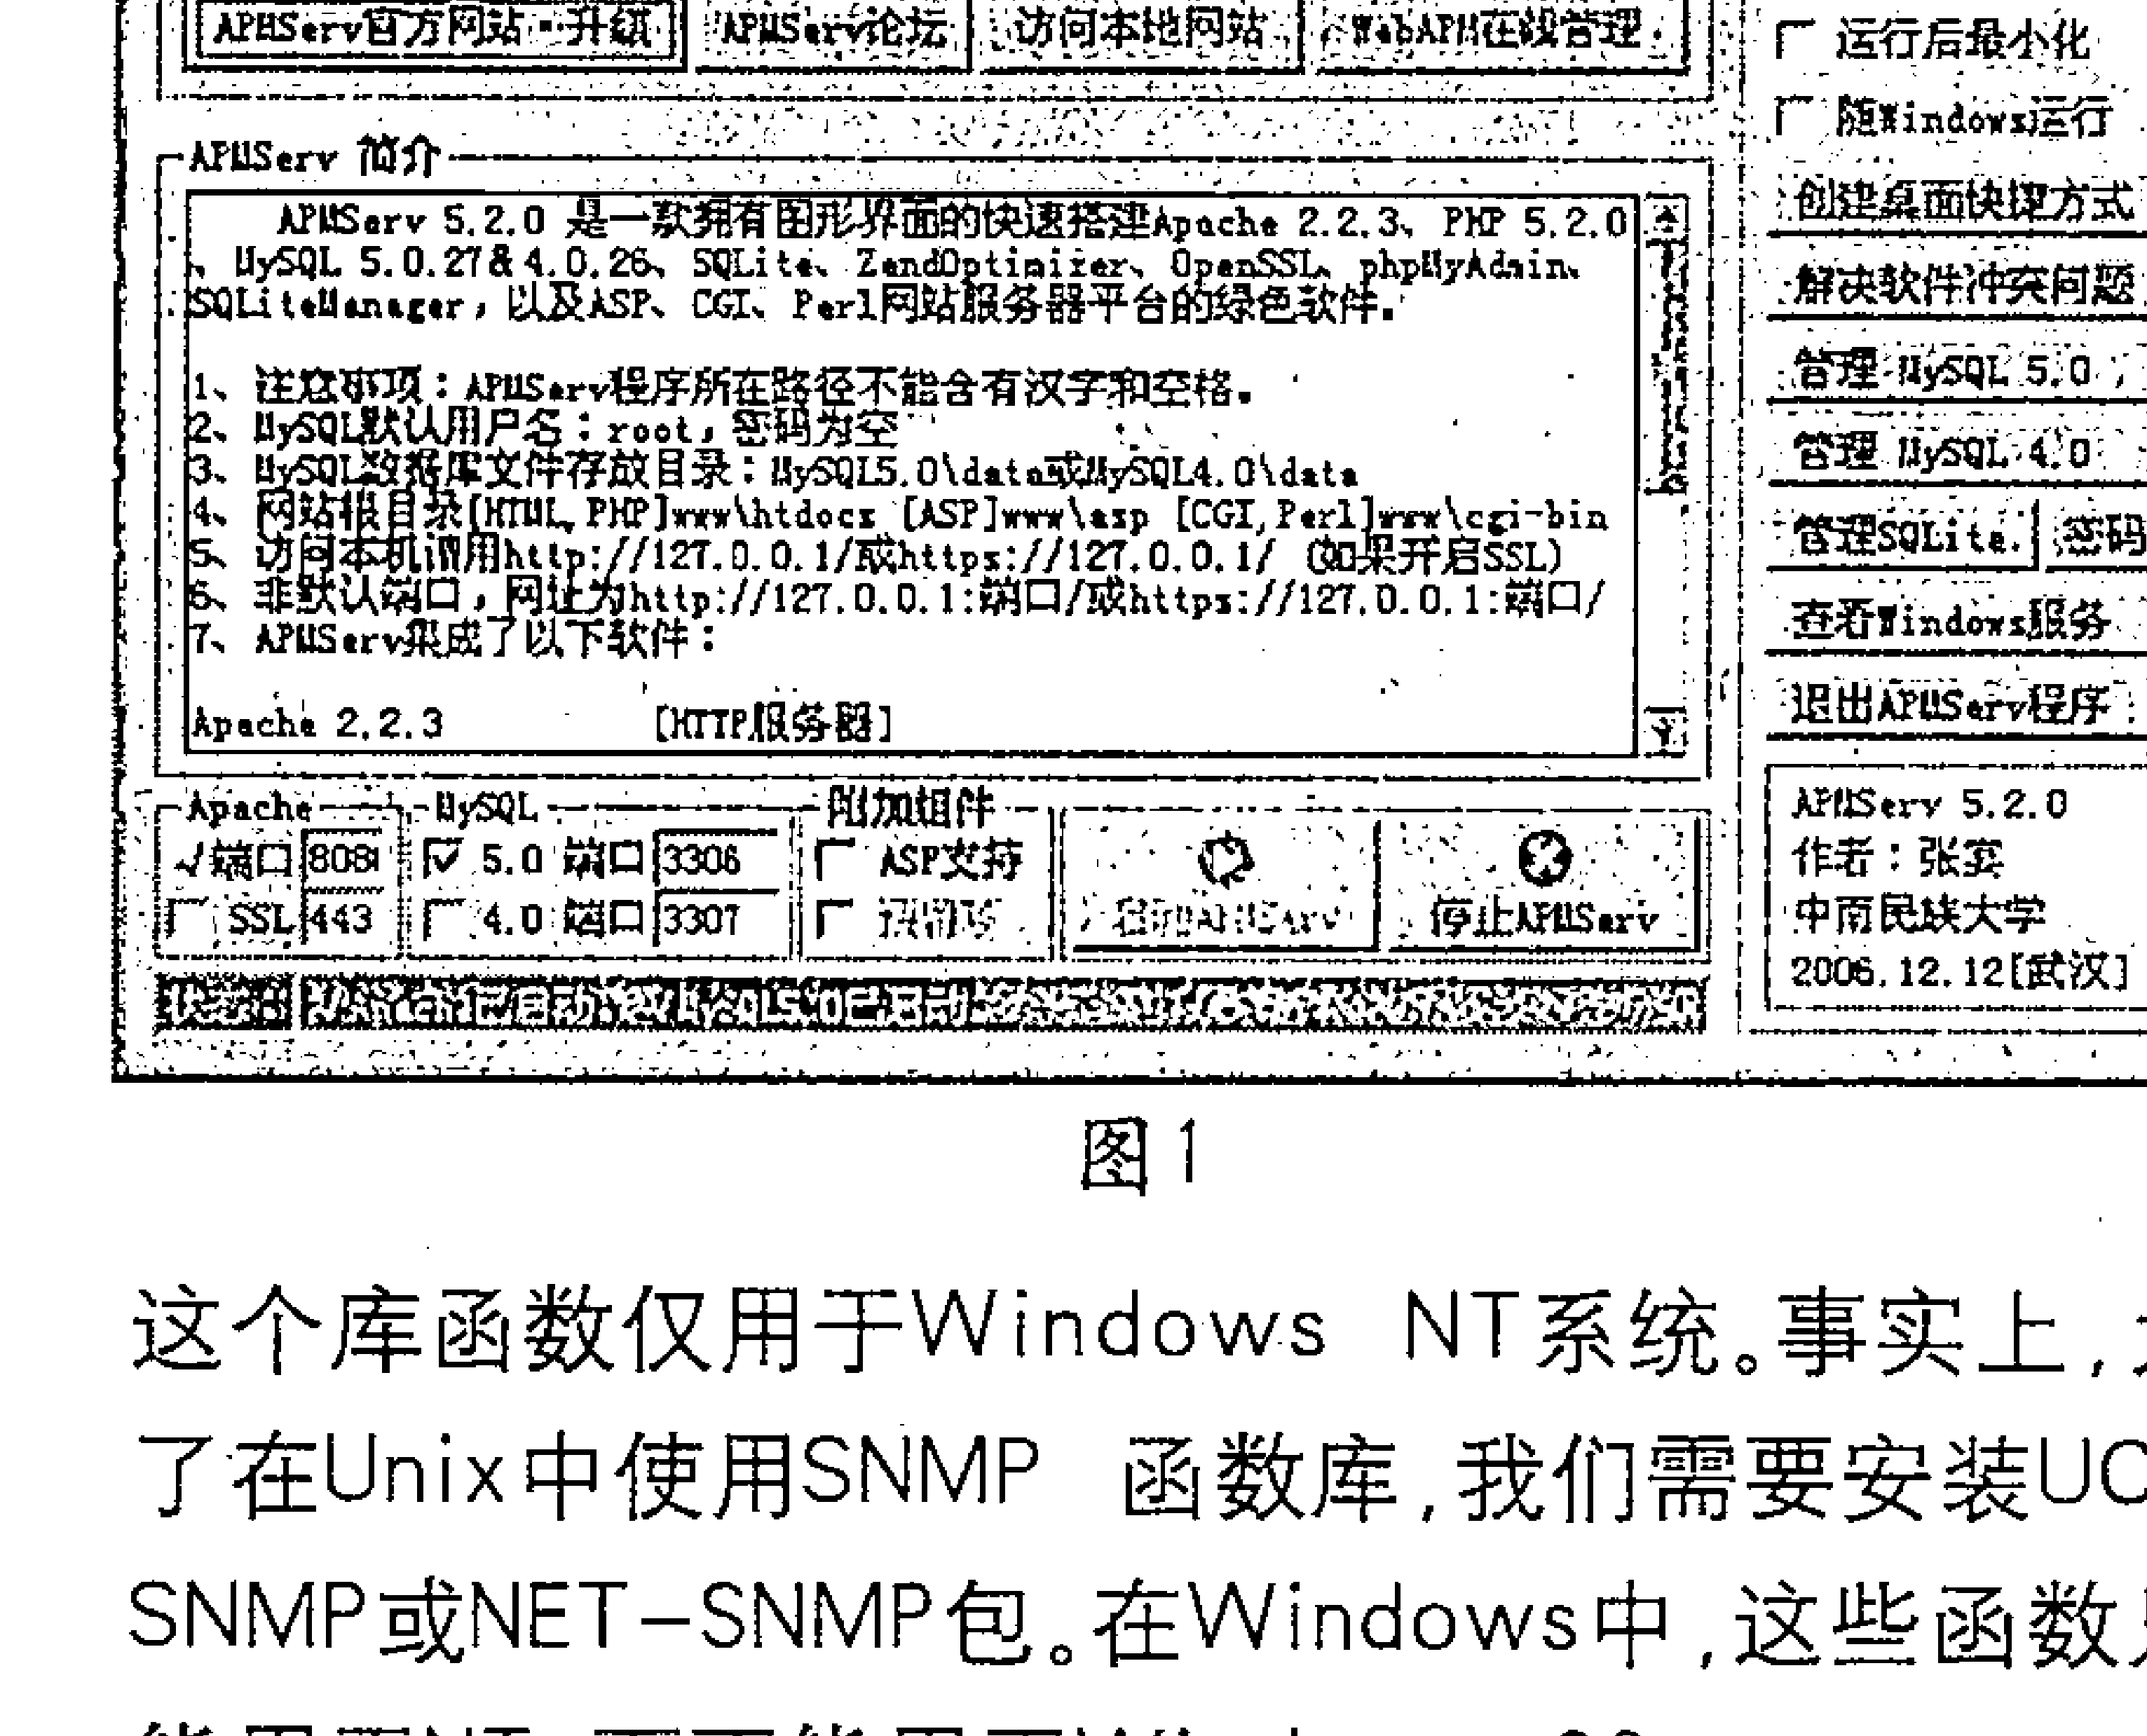 APMServ官方网站·升级 APMServ论坛 访问本地网站 WebAPM在线管理
运行后最小化
随Windows运行
创建桌面快捷方式
解决软件冲突问题
管理 MySQL 5.0
管理 MySQL 4.0
管理SQLite 密码
查看Windows服务
退出APMServ程序
APMServ 简介
APMServ 5.2.0 是一款拥有图形界面的快速搭建Apache 2.2.3、PHP 5.2.0
、MySQL 5.0.27&4.0.26、SQLite、ZendOptimizer、OpenSSL、phpMyAdmin、
SQLiteManager，以及ASP、CGI、Perl网站服务器平台的绿色软件。
1、注意事项：APMServ程序所在路径不能含有汉字和空格。
2、MySQL默认用户名：root，密码为空
3、MySQL数据库文件存放目录：MySQL5.0\data或MySQL4.0\data
4、网站根目录[HTML,PHP]www\htdocs [ASP]www\asp [CGI,Perl]www\cgi-bin
5、访问本机请用http://127.0.0.1/或https://127.0.0.1/ (如果开启SSL)
6、非默认端口，网址为http://127.0.0.1:端口/或https://127.0.0.1:端口/
7、APMServ集成了以下软件：
Apache 2.2.3 [HTTP服务器]
Apache MySQL 附加组件
端口 808 5.0 端口 3306 ASP支持
SSL 443 4.0 端口 3307 启动APMServ 停止APMServ
APMServ 5.2.0
作者：张
中南民族大学
2006.12.12[武汉]
图1
这个库函数仅用于Windows NT系统。事实上，
了在Unix中使用SNMP 函数库，我们需要安装UC
SNMP或NET-SNMP包。在Windows中，这些函数